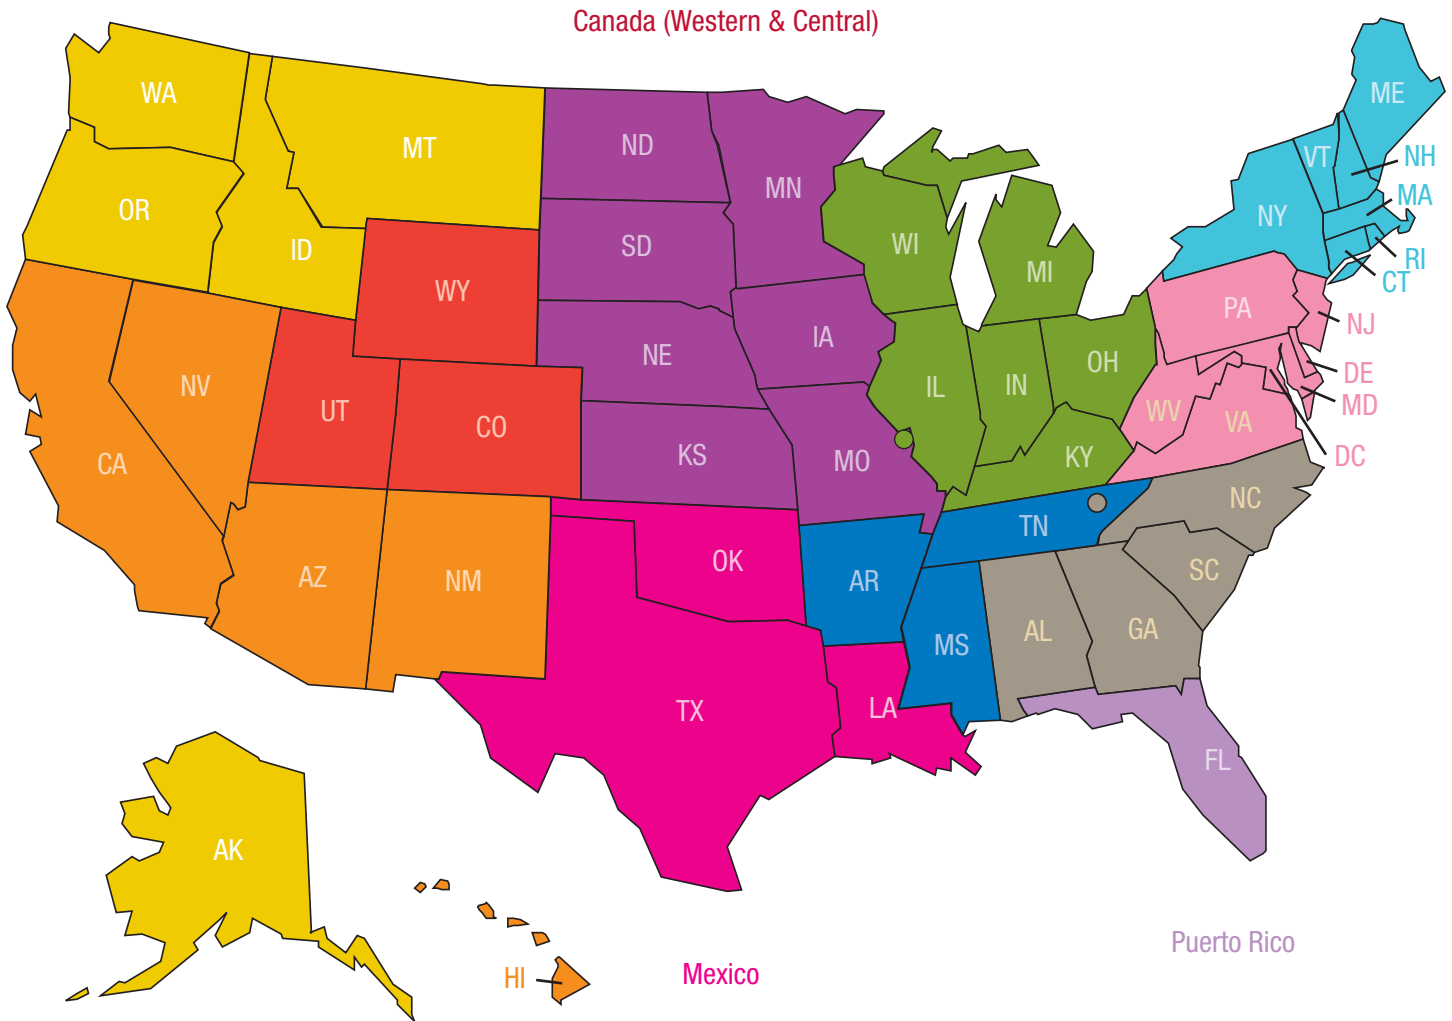 Canada (Western & Central)
WA
MT
ND
MN
ME
OR
ID
SD
WI
MI
NY
VT
NH
MA
RI
CT
WY
NE
IA
PA
NJ
NV
UT
CO
KS
MO
IL
IN
OH
WV
VA
DE
MD
DC
CA
KY
NC
AZ
NM
OK
AR
TN
SC
TX
LA
MS
AL
GA
FL
AK
HI
Mexico
Puerto Rico